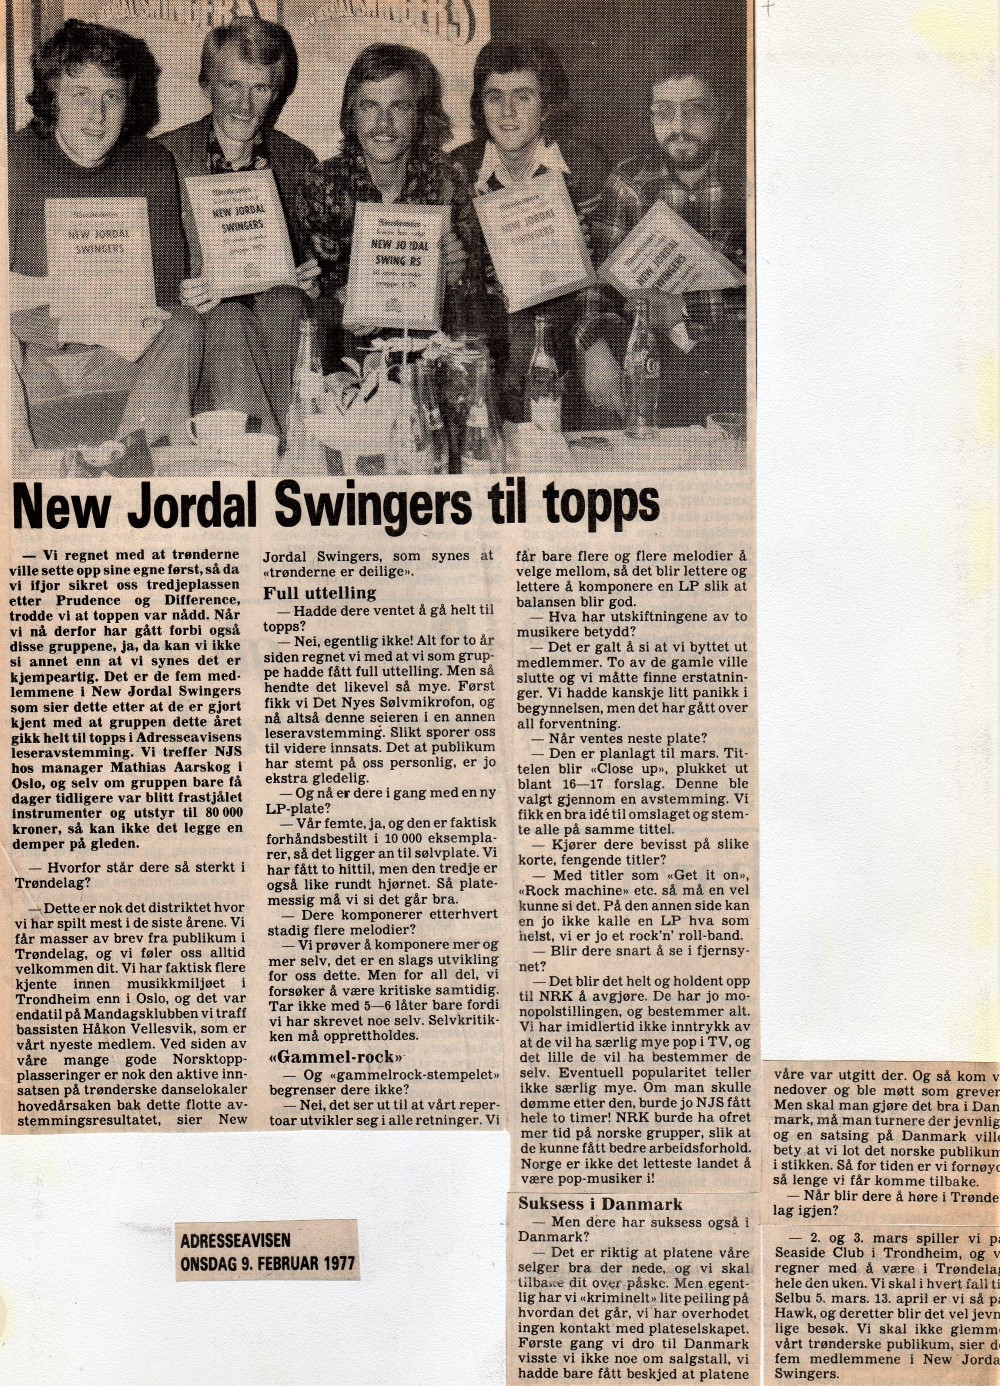 NEW JORDAL
SWINGERS
NEW JORDAL
SWINGERS
NEW JO DAL
SWING RS
NEW JORDAL
SWINGERS
NEW JORDAL
SWINGERS
New Jordal Swingers til topps
— Vi regnet med at trønderne
ville sette opp sine egne først, så da
vi ifjor sikret oss tredjeplassen
etter Prudence og Difference,
trodde vi at toppen var nådd. Når
vi nå derfor har gått forbi også
disse gruppene, ja, da kan vi ikke
si annet enn at vi synes det er
kjempeartig. Det er de fem med-
lemmene i New Jordal Swingers
som sier dette etter at de er gjort
kjent med at gruppen dette året
gikk helt til topps i Adresseavisens
leseravstemming. Vi treffer NJS
hos manager Mathias Aarskog i
Oslo, og selv om gruppen bare få
dager tidligere var blitt frastjålet
instrumenter og utstyr til 80 000
kroner, så kan ikke det legge en
demper på gleden.
— Hvorfor står dere så sterkt i
Trøndelag?
— Dette er nok det distriktet hvor
vi har spilt mest i de siste årene. Vi
får masser av brev fra publikum i
Trøndelag, og vi føler oss alltid
velkommen dit. Vi har faktisk flere
kjente innen musikkmiljøet i
Trondheim enn i Oslo, og det var
endatil på Mandagsklubben vi traff
bassisten Håkon Vellesvik, som er
vårt nyeste medlem. Ved siden av
våre mange gode Norsktopp-
plasseringer er nok den aktive inn-
satsen på trønderske danselokaler
hovedårsaken bak dette flotte av-
stemmingsresultatet, sier New
Jordal Swingers, som synes at
«trønderne er deilige».
Full uttelling
— Hadde dere ventet å gå helt til
topps?
— Nei, egentlig ikke! Alt for to år
siden regnet vi med at vi som grup-
pe hadde fått full uttelling. Men så
hendte det likevel så mye. Først
fikk vi Det Nyes Sølvmikrofon, og
nå altså denne seieren i en annen
leseravstemming. Slikt sporer oss
til videre innsats. Det at publikum
har stemt på oss personlig, er jo
ekstra gledelig.
— Og nå er dere i gang med en ny
LP-plate?
— Vår femte, ja, og den er faktisk
forhåndsbestilt i 10 000 eksempla-
rer, så det ligger an til sølvplate. Vi
har fått to hittil, men den tredje er
også like rundt hjørnet. Så plate-
messig må vi si det går bra.
— Dere komponerer etterhvert
stadig flere melodier?
— Vi prøver å komponere mer og
mer selv, det er en slags utvikling
for oss dette. Men for all del, vi
forsøker å være kritiske samtidig.
Tar ikke med 5—6 låter bare fordi
vi har skrevet noe selv. Selvkritik-
ken må opprettholdes.
«Gammel-rock»
— Og «gammelrock-stempelet»
begrenser dere ikke?
— Nei, det ser ut til at vårt reper-
toar utvikler seg i alle retninger. Vi
får bare flere og flere melodier å
velge mellom, så det blir lettere og
lettere å komponere en LP slik at
balansen blir god.
— Hva har utskiftningene av to
musikere betydd?
— Det er galt å si at vi byttet ut
medlemmer. To av de gamle ville
slutte og vi måtte finne erstatnin-
ger. Vi hadde kanskje litt panikk i
begynnelsen, men det har gått over
all forventning.
— Når ventes neste plate?
— Den er planlagt til mars. Tit-
telen blir «Close up», plukket ut
blant 16—17 forslag. Denne ble
valgt gjennom en avstemming. Vi
fikk en bra idé til omslaget og stem-
te alle på samme tittel.
— Kjører dere bevisst på slike
korte, fengende titler?
— Med titler som «Get it on»,
«Rock machine» etc. så må en vel
kunne si det. På den annen side kan
en jo ikke kalle en LP hva som
helst, vi er jo et rock'n' roll-band.
— Blir dere snart å se i fjernsy-
net?
— Det blir det helt og holdent opp
til NRK å avgjøre. De har jo mo-
nopolstillingen, og bestemmer alt.
Vi har imidlertid ikke inntrykk av
at de vil ha særlig mye pop i TV, og
det lille de vil ha bestemmer de
selv. Eventuell popularitet teller
ikke særlig mye. Om man skulle
dømme etter den, burde jo NJS fått
hele to timer! NRK burde ha ofret
mer tid på norske grupper, slik at
de kunne fått bedre arbeidsforhold.
Norge er ikke det letteste landet å
være pop-musiker i!
Suksess i Danmark
— Men dere har suksess også i
Danmark?
— Det er riktig at platene våre
selger bra der nede, og vi skal
tilbake dit over påske. Men egent-
lig har vi «kriminelt» lite peiling på
hvordan det går, vi har overhodet
ingen kontakt med plateselskapet.
Første gang vi dro til Danmark
visste vi ikke noe om salgstall, vi
hadde bare fått beskjed at platene
våre var utgitt der. Og så kom v
nedover og ble møtt som grever
Men skal man gjøre det bra i Dan
mark, må man turnere der jevnlig
og en satsing på Danmark ville
bety at vi lot det norske publikum
i stikken. Så for tiden er vi fornøyd
så lenge vi får komme tilbake.
— Når blir dere å høre i Trønde
lag igjen?
— 2. og 3. mars spiller vi på
Seaside Club i Trondheim, og v
regner med å være i Trøndelag
hele den uken. Vi skal i hvert fall ti
Selbu 5. mars. 13. april er vi så på
Hawk, og deretter blir det vel jevn
lige besøk. Vi skal ikke glemme
vårt trønderske publikum, sier de
fem medlemmene i New Jorda
Swingers.
ADRESSEAVISEN
ONSDAG 9. FEBRUAR 1977